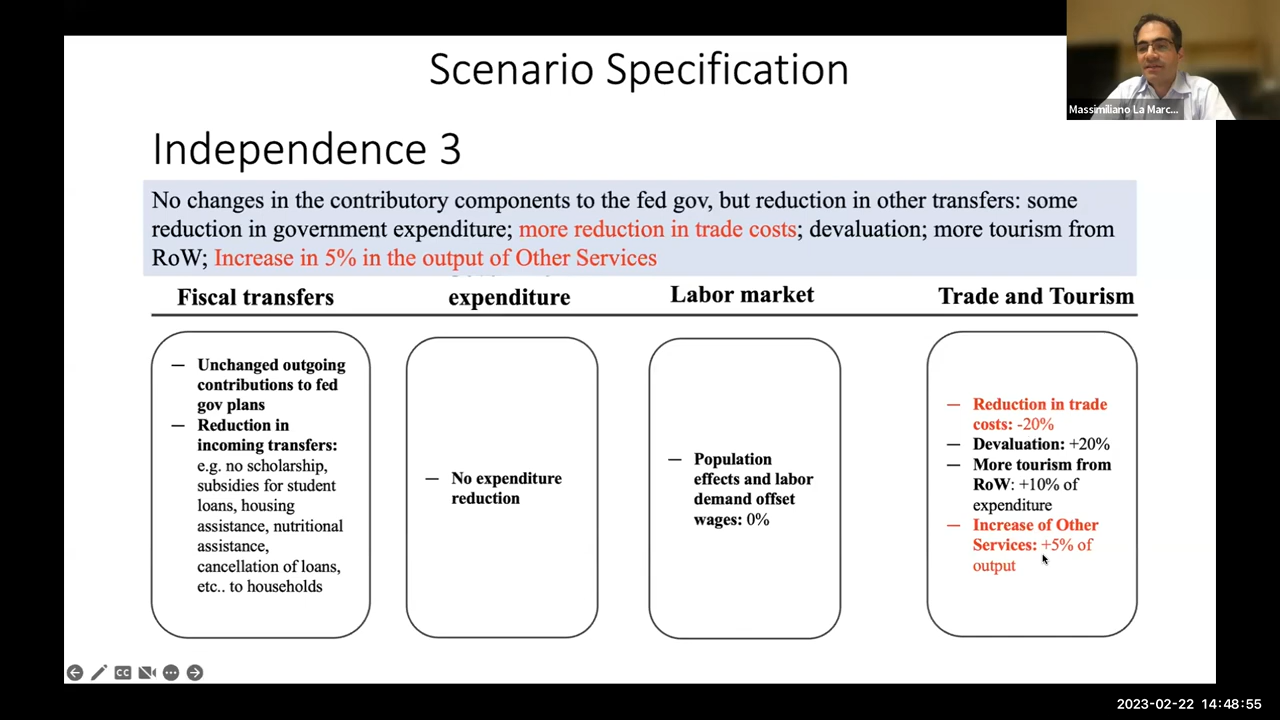 Scenario Specification
Massimiliano La Marc...
Independence 3
No changes in the contributory components to the fed gov, but reduction in other transfers: some
reduction in government expenditure; more reduction in trade costs; devaluation; more tourism from
RoW; Increase in 5% in the output of Other Services
Fiscal transfers
expenditure
Labor market
Trade and Tourism
— Unchanged outgoing
contributions to fed
gov plans
— Reduction in
incoming transfers:
e.g. no scholarship,
subsidies for student
loans, housing
assistance, nutritional
assistance,
cancellation of loans,
etc.. to households
— No expenditure
reduction
— Population
effects and labor
demand offset
wages: 0%
— Reduction in trade
costs: -20%
— Devaluation: +20%
— More tourism from
RoW: +10% of
expenditure
— Increase of Other
Services: +5% of
output
CC
2023-02-22 14:48:55